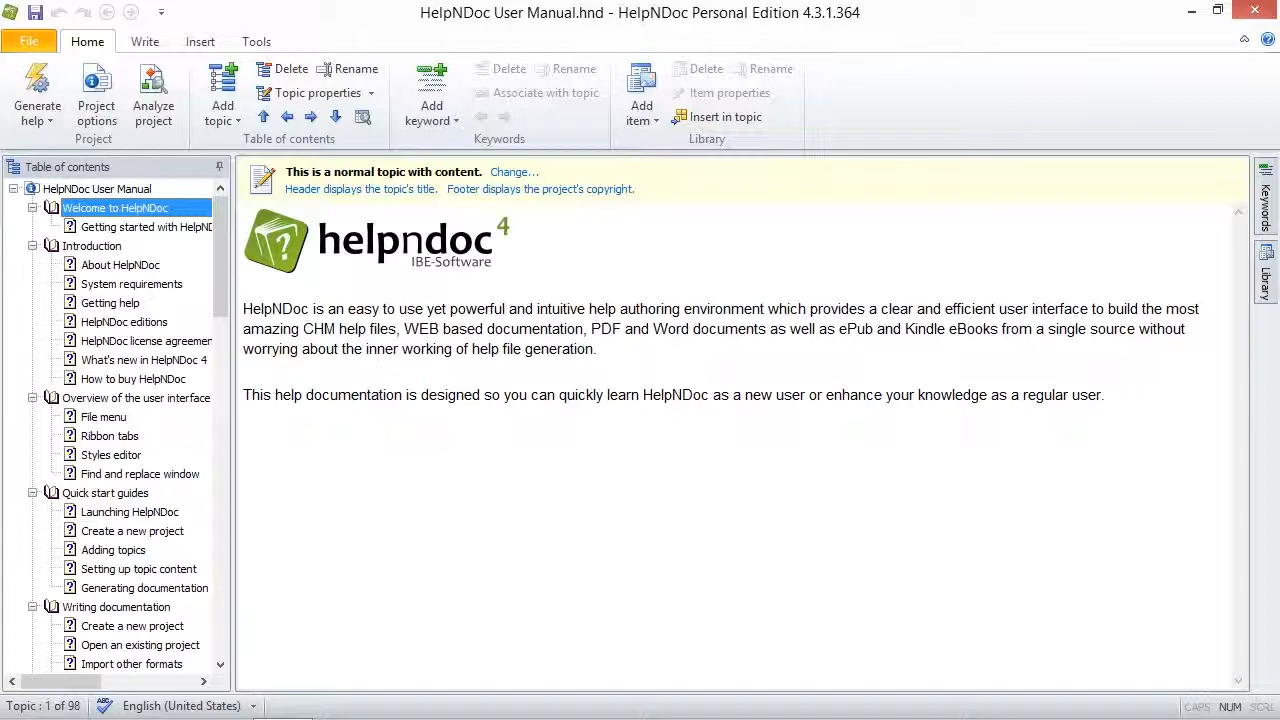 HelpNDoc User Manual.hnd - HelpNDoc Personal Edition 4.3.1.364
File Home Write Insert Tools
Generate help
Project options
Analyze project
Project
Add topic
Delete Rename
Topic properties
Table of contents
Add keyword
Delete Rename
Associate with topic
Keywords
Add item
Delete Rename
Item properties
Insert in topic
Library
Table of contents
HelpNDoc User Manual
Welcome to HelpNDoc
Getting started with HelpND
Introduction
About HelpNDoc
System requirements
Getting help
HelpNDoc editions
HelpNDoc license agreemen
What's new in HelpNDoc 4
How to buy HelpNDoc
Overview of the user interface
File menu
Ribbon tabs
Styles editor
Find and replace window
Quick start guides
Launching HelpNDoc
Create a new project
Adding topics
Setting up topic content
Generating documentation
Writing documentation
Create a new project
Open an existing project
Import other formats
This is a normal topic with content. Change...
Header displays the topic's title. Footer displays the project's copyright.
helpndoc 4
IBE-Software
HelpNDoc is an easy to use yet powerful and intuitive help authoring environment which provides a clear and efficient user interface to build the most
amazing CHM help files, WEB based documentation, PDF and Word documents as well as ePub and Kindle eBooks from a single source without
worrying about the inner working of help file generation.
This help documentation is designed so you can quickly learn HelpNDoc as a new user or enhance your knowledge as a regular user.
Keywords
Library
Topic : 1 of 98 ABC English (United States) CAPS NUM SCRL